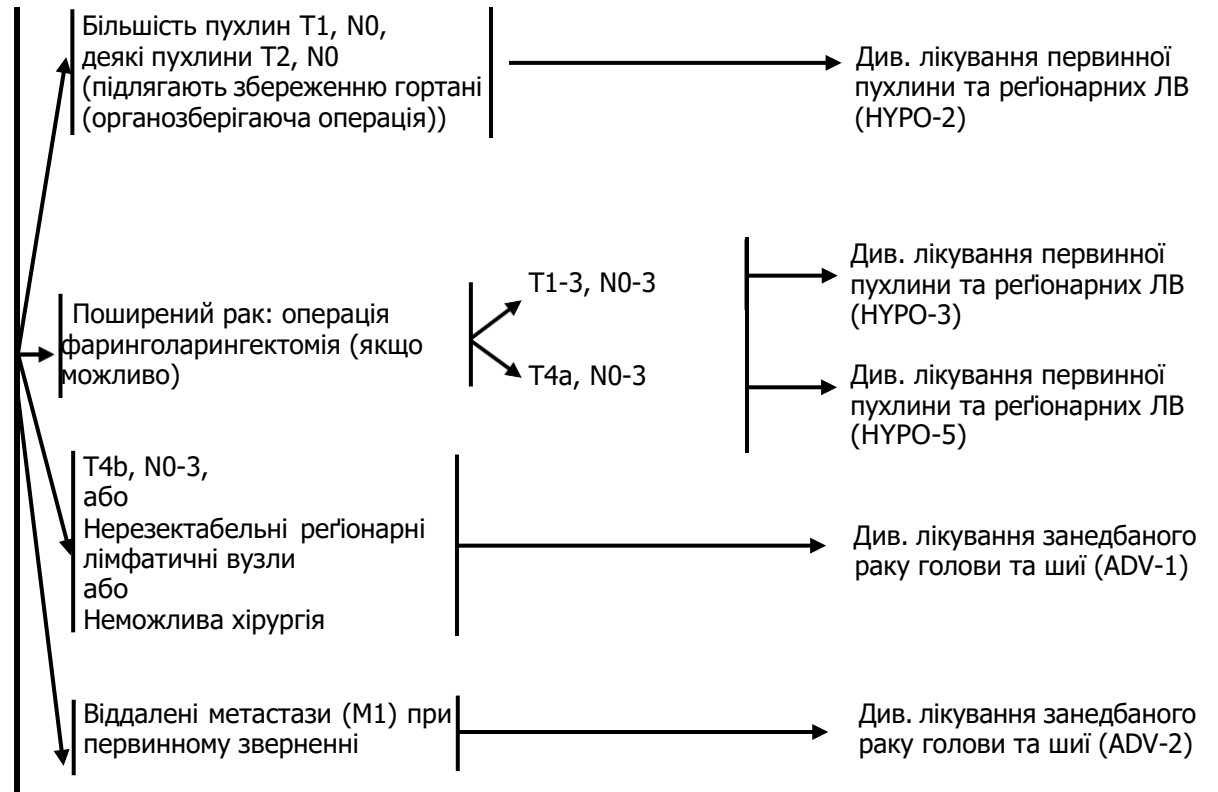 Більшість пухлин T1, N0,
деякі пухлини T2, N0
(підлягають збереженню гортані
(органозберігаюча операція))
Див. лікування первинної
пухлини та реґіонарних ЛВ
(HYPO-2)
Поширений рак: операція
фаринголарингектомія (якщо
можливо)
T1-3, N0-3
T4a, N0-3
Див. лікування первинної
пухлини та реґіонарних ЛВ
(HYPO-3)
Див. лікування первинної
пухлини та реґіонарних ЛВ
(HYPO-5)
T4b, N0-3,
або
Нерезектабельні реґіонарні
лімфатичні вузли
або
Неможлива хірургія
Див. лікування занедбаного
раку голови та шиї (ADV-1)
Віддалені метастази (M1) при
первинному зверненні
Див. лікування занедбаного
раку голови та шиї (ADV-2)